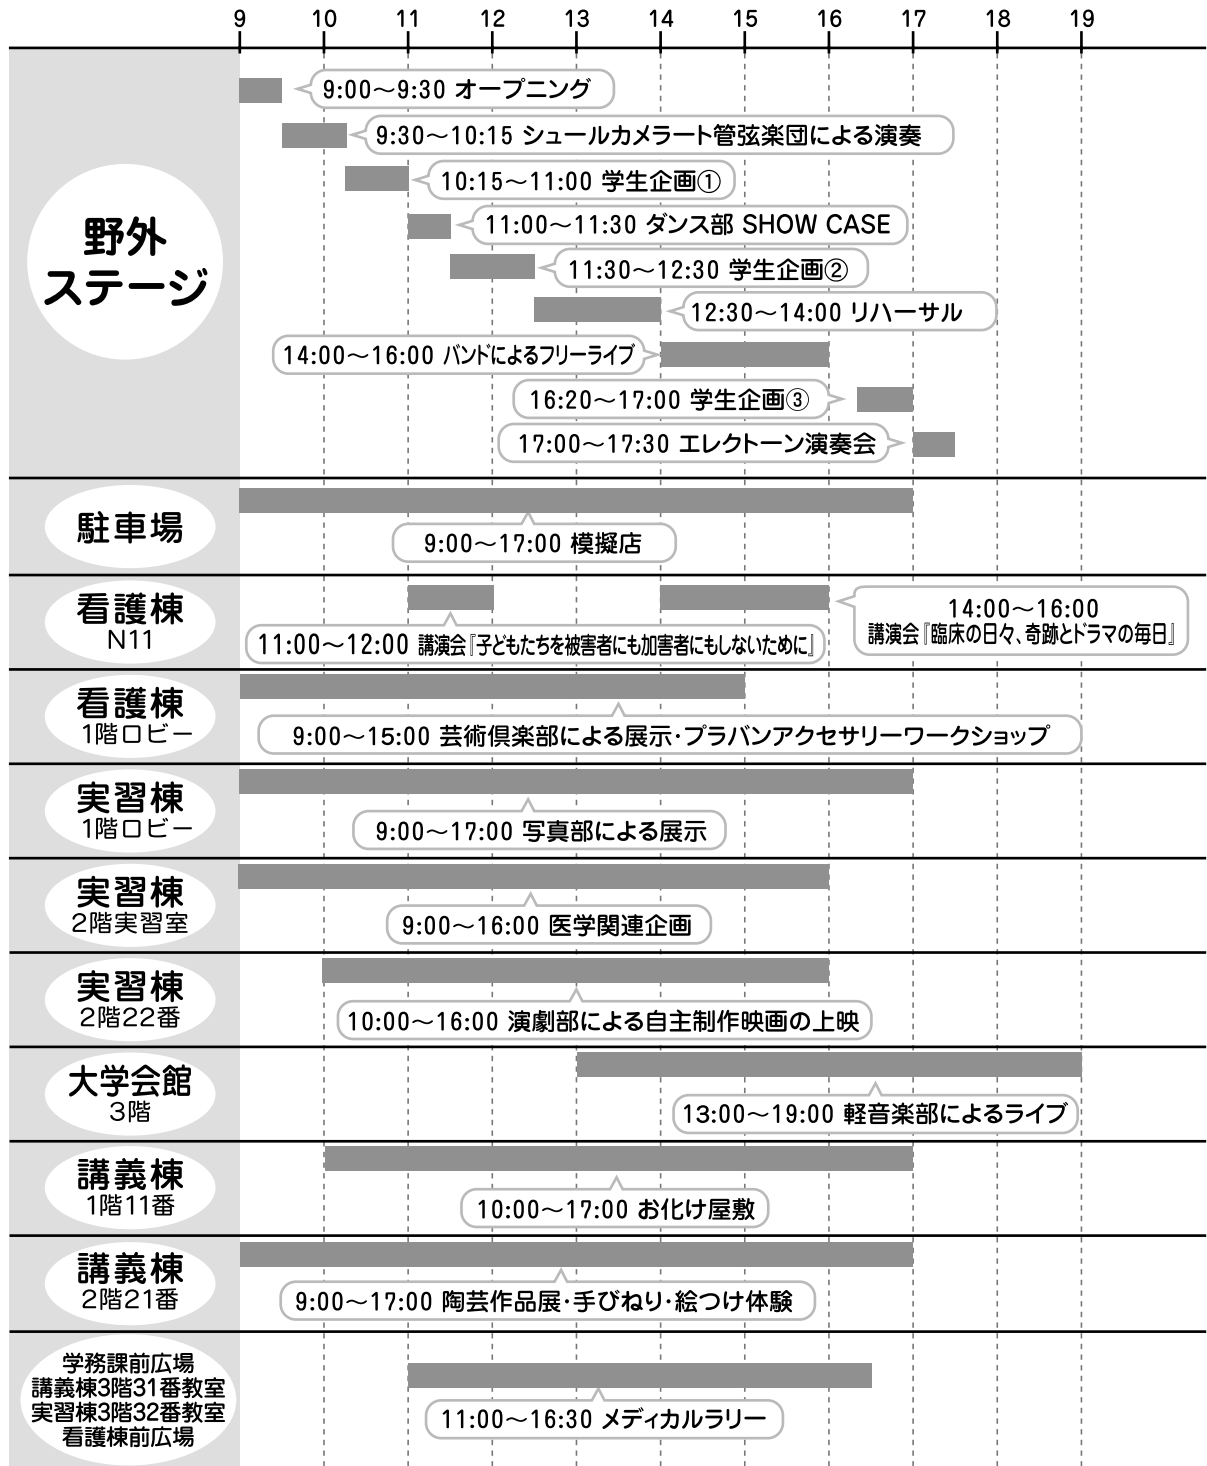 9 10 11 12 13 14 15 16 17 18 19
野外
ステージ
9:00〜9:30 オープニング
9:30〜10:15 シュールカメラート管弦楽団による演奏
10:15〜11:00 学生企画①
11:00〜11:30 ダンス部 SHOW CASE
11:30〜12:30 学生企画②
12:30〜14:00 リハーサル
14:00〜16:00 バンドによるフリーライブ
16:20〜17:00 学生企画③
17:00〜17:30 エレクトーン演奏会
駐車場
9:00〜17:00 模擬店
看護棟
N11
11:00〜12:00 講演会『子どもたちを被害者にも加害者にもしないために』
14:00〜16:00
講演会『臨床の日々、奇跡とドラマの毎日』
看護棟
1階ロビー
9:00〜15:00 芸術倶楽部による展示・プラバンアクセサリーワークショップ
実習棟
1階ロビー
9:00〜17:00 写真部による展示
実習棟
2階実習室
9:00〜16:00 医学関連企画
実習棟
2階22番
10:00〜16:00 演劇部による自主制作映画の上映
大学会館
3階
13:00〜19:00 軽音楽部によるライブ
講義棟
1階11番
10:00〜17:00 お化け屋敷
講義棟
2階21番
9:00〜17:00 陶芸作品展・手びねり・絵つけ体験
学務課前広場
講義棟3階31番教室
実習棟3階32番教室
看護棟前広場
11:00〜16:30 メディカルラリー